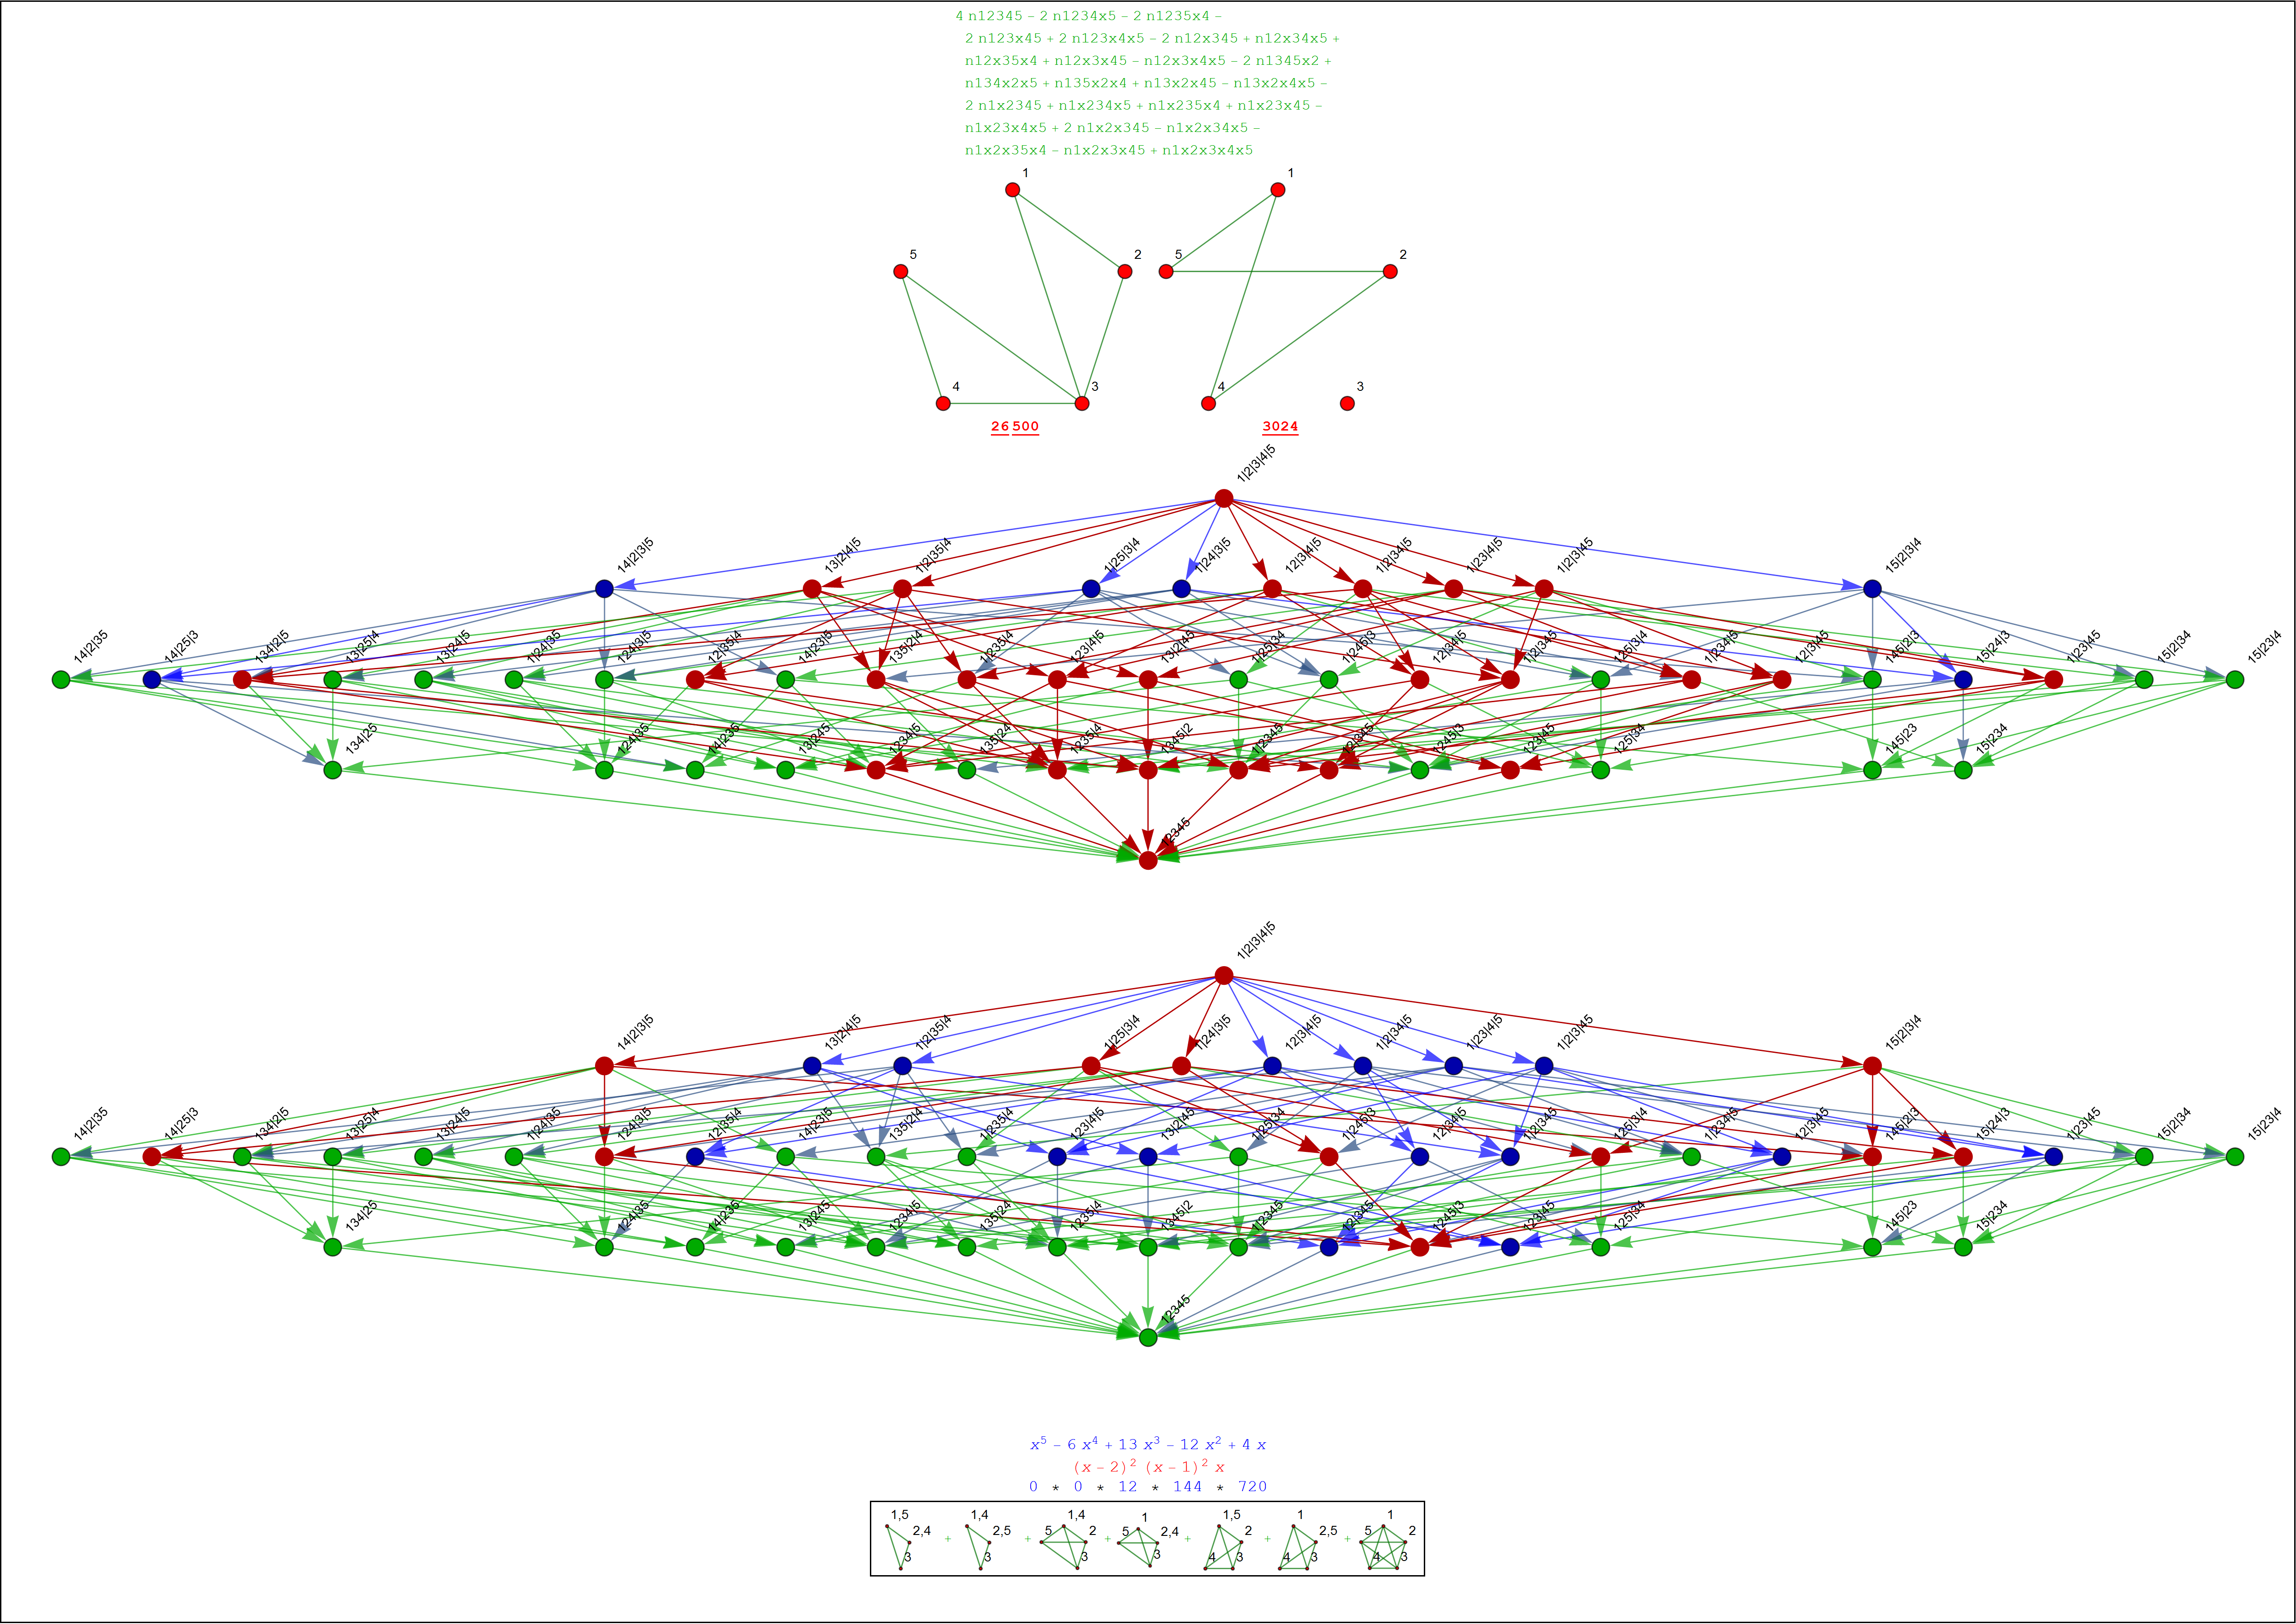 4 n12345 − 2 n1234x5 − 2 n1235x4 −
2 n123x45 + 2 n123x4x5 − 2 n12x345 + n12x34x5 +
n12x35x4 + n12x3x45 − n12x3x4x5 − 2 n1345x2 +
n134x2x5 + n135x2x4 + n13x2x45 − n13x2x4x5 −
2 n1x2345 + n1x234x5 + n1x235x4 + n1x23x45 −
n1x23x4x5 + 2 n1x2x345 − n1x2x34x5 −
n1x2x35x4 − n1x2x3x45 + n1x2x3x4x5
1 1
5 2 5 2
4 3 4 3
26 500 3024
1|2|3|4|5
14|2|3|5 13|2|4|5 1|2|35|4 1|25|3|4 1|24|3|5 12|3|4|5 1|2|34|5 1|23|4|5 1|2|3|45 15|2|3|4
14|2|35 14|25|3 134|2|5 13|25|4 13|24|5 1|24|35 124|3|5 12|35|4 14|23|5 135|2|4 1|235|4 123|4|5 13|2|45 1|25|34 1|245|3 12|34|5 1|2|345 125|3|4 1|234|5 12|3|45 145|2|3 15|24|3 1|23|45 15|2|34 15|23|4
134|25 124|35 14|235 13|245 1234|5 135|24 1235|4 1345|2 1|2345 12|345 1245|3 123|45 125|34 145|23 15|234
12345
1|2|3|4|5
14|2|3|5 13|2|4|5 1|2|35|4 1|25|3|4 1|24|3|5 12|3|4|5 1|2|34|5 1|23|4|5 1|2|3|45 15|2|3|4
14|2|35 14|25|3 134|2|5 13|25|4 13|24|5 1|24|35 124|3|5 12|35|4 14|23|5 135|2|4 1|235|4 123|4|5 13|2|45 1|25|34 1|245|3 12|34|5 1|2|345 125|3|4 1|234|5 12|3|45 145|2|3 15|24|3 1|23|45 15|2|34 15|23|4
134|25 124|35 14|235 13|245 1234|5 135|24 1235|4 1345|2 1|2345 12|345 1245|3 123|45 125|34 145|23 15|234
12345
x⁵ − 6 x⁴ + 13 x³ − 12 x² + 4 x
(x − 2)² (x − 1)² x
0 * 0 * 12 * 144 * 720
1,5 1,4 1,4 1 1,5 1 1
2,4 + 2,5 + 5 2 + 5 2,4 + 2 + 2,5 + 5 2
3 3 3 3 4 3 4 3 4 3